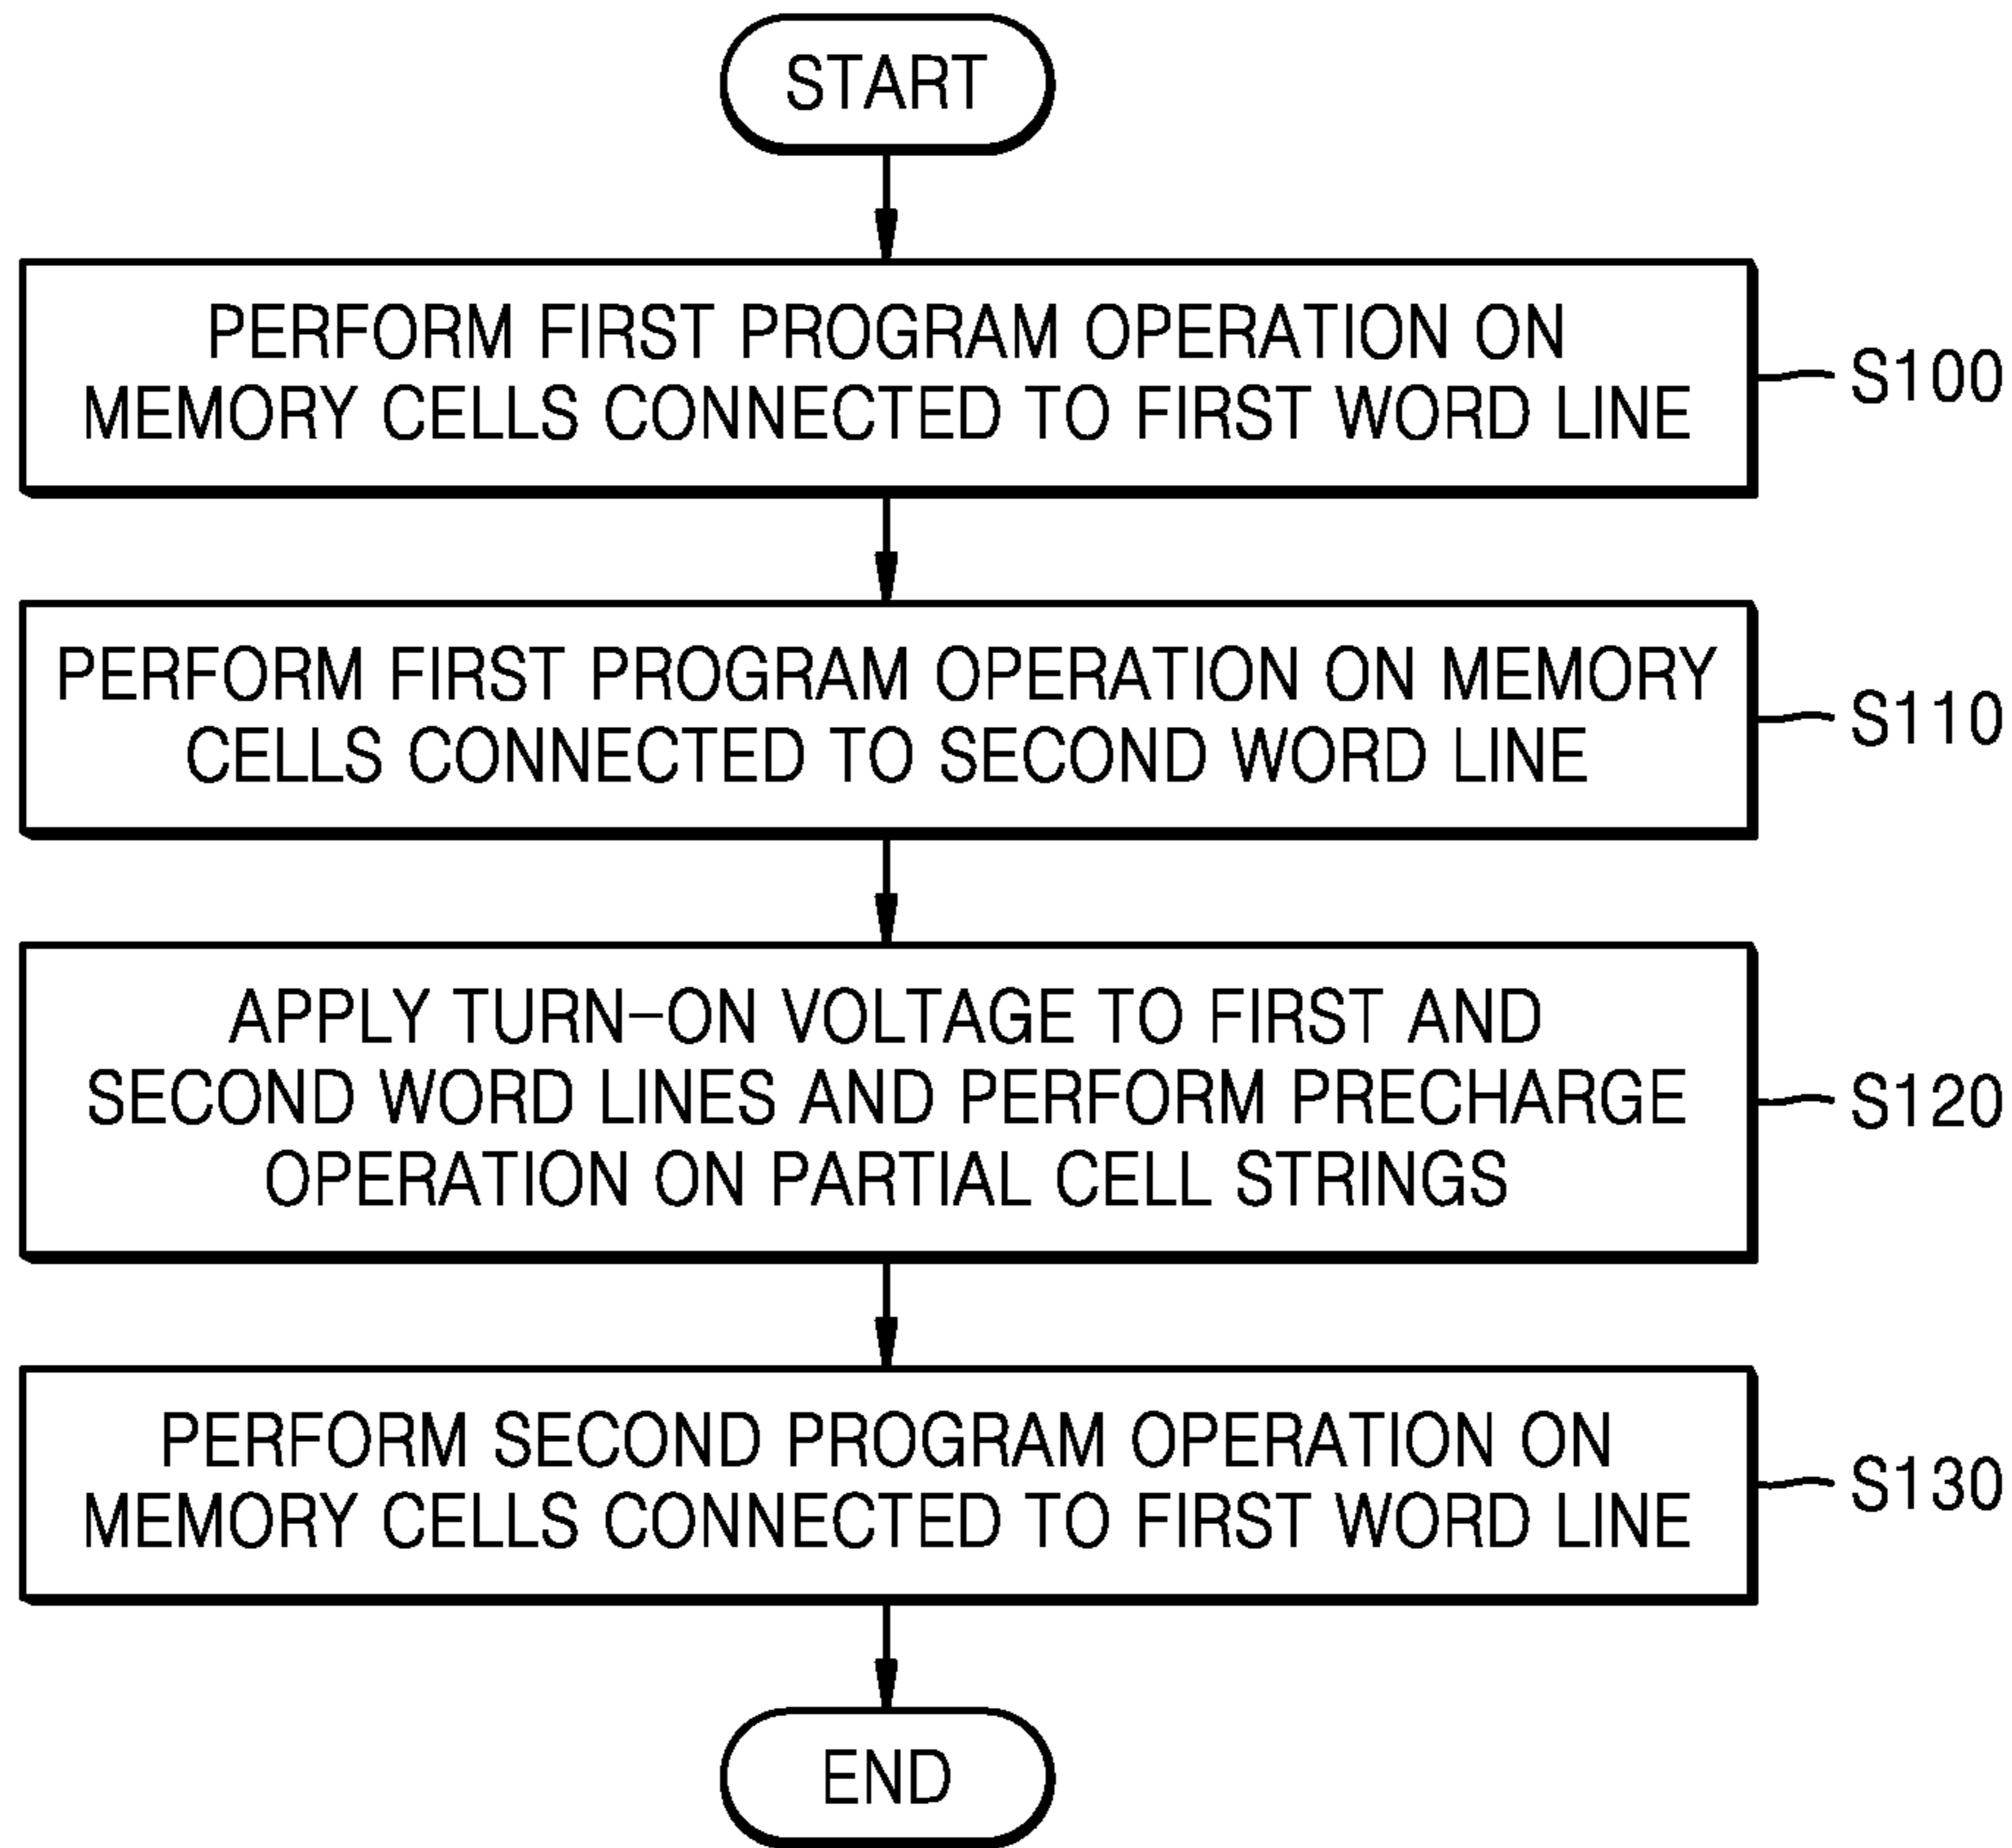 START
PERFORM FIRST PROGRAM OPERATION ON
MEMORY CELLS CONNECTED TO FIRST WORD LINE
S100
PERFORM FIRST PROGRAM OPERATION ON MEMORY
CELLS CONNECTED TO SECOND WORD LINE
S110
APPLY TURN-ON VOLTAGE TO FIRST AND
SECOND WORD LINES AND PERFORM PRECHARGE
OPERATION ON PARTIAL CELL STRINGS
S120
PERFORM SECOND PROGRAM OPERATION ON
MEMORY CELLS CONNECTED TO FIRST WORD LINE
S130
END